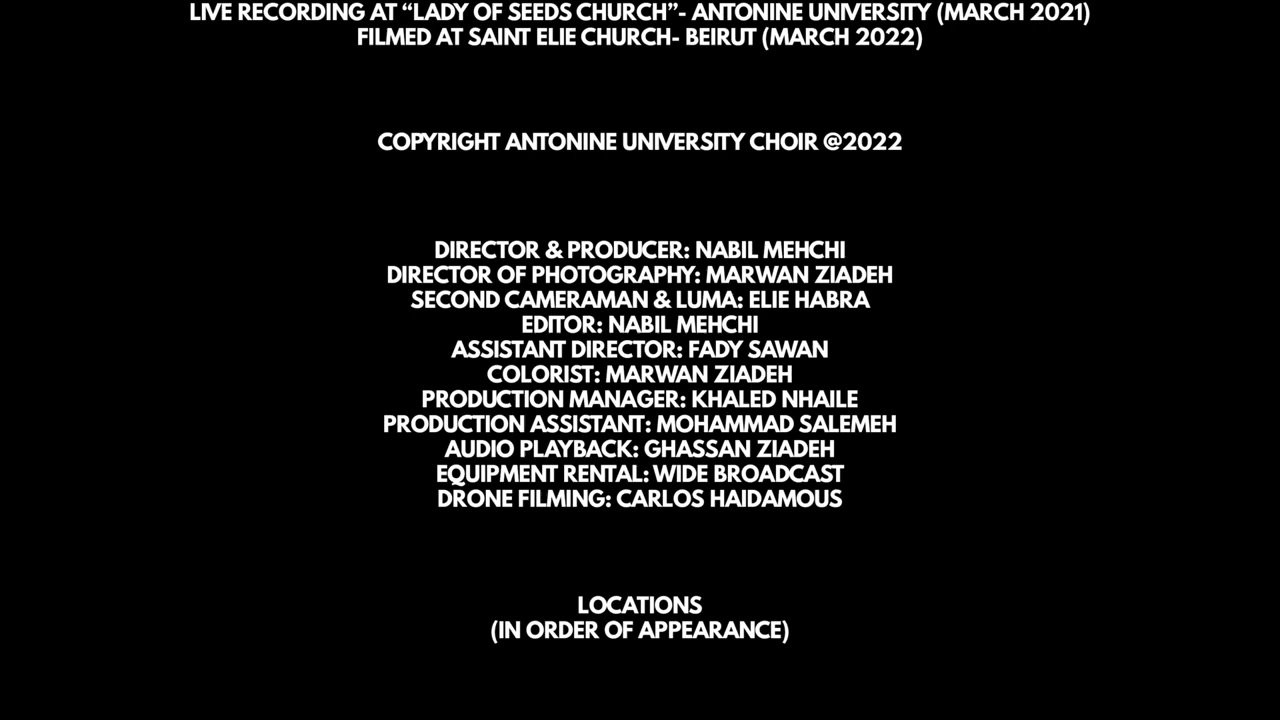 LIVE RECORDING AT “LADY OF SEEDS CHURCH”- ANTONINE UNIVERSITY (MARCH 2021)
FILMED AT SAINT ELIE CHURCH- BEIRUT (MARCH 2022)
COPYRIGHT ANTONINE UNIVERSITY CHOIR @2022
DIRECTOR & PRODUCER: NABIL MEHCHI
DIRECTOR OF PHOTOGRAPHY: MARWAN ZIADEH
SECOND CAMERAMAN & LUMA: ELIE HABRA
EDITOR: NABIL MEHCHI
ASSISTANT DIRECTOR: FADY SAWAN
COLORIST: MARWAN ZIADEH
PRODUCTION MANAGER: KHALED NHAILE
PRODUCTION ASSISTANT: MOHAMMAD SALEMEH
AUDIO PLAYBACK: GHASSAN ZIADEH
EQUIPMENT RENTAL: WIDE BROADCAST
DRONE FILMING: CARLOS HAIDAMOUS
LOCATIONS
(IN ORDER OF APPEARANCE)